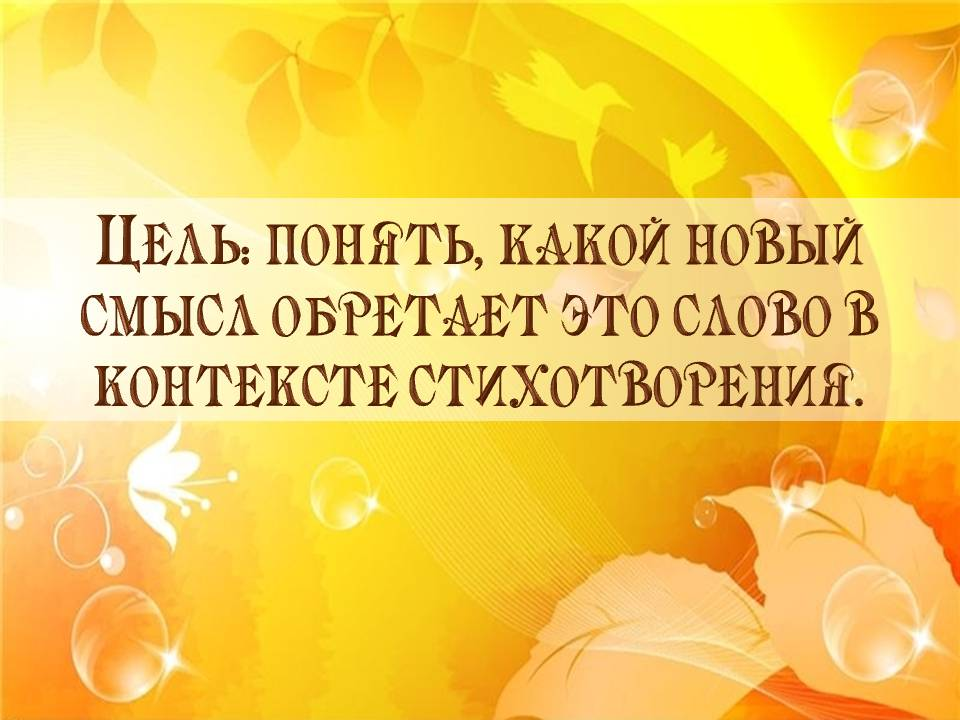 Цель: понять, какой новый
смысл обретает это слово в
контексте стихотворения.